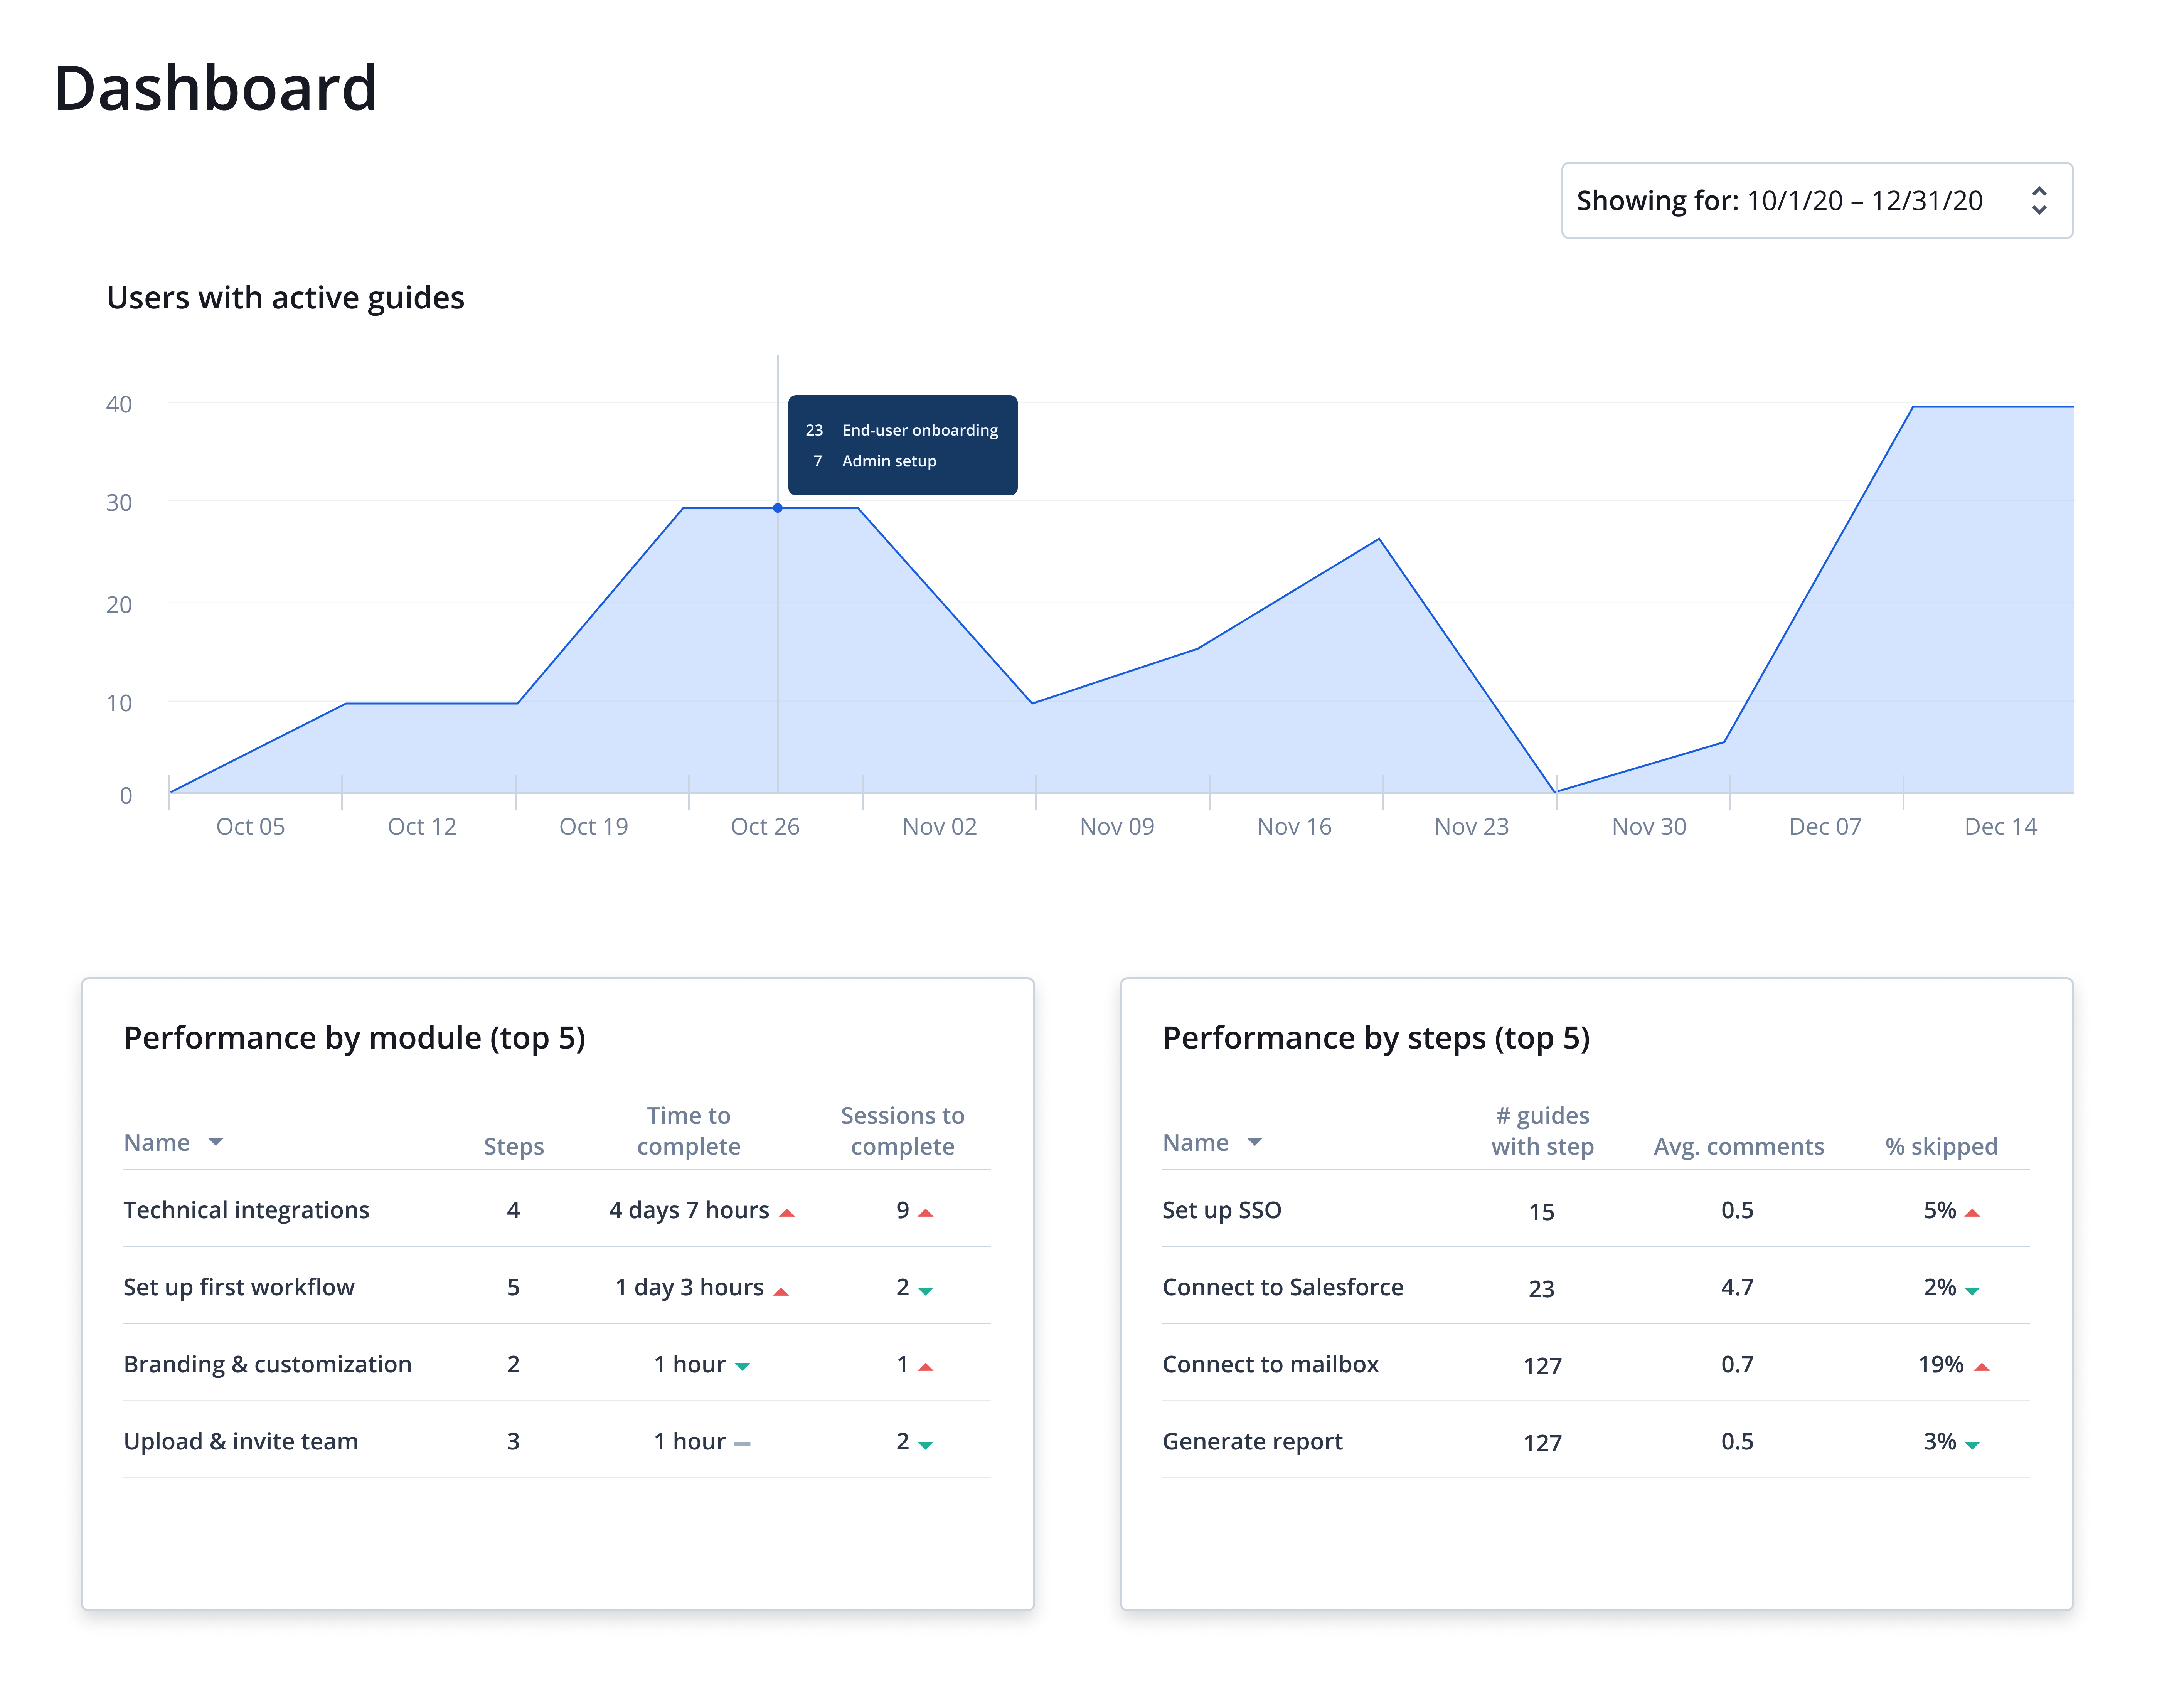 Dashboard
Showing for: 10/1/20 – 12/31/20
Users with active guides
40
30
20
10
0
23 End-user onboarding
7 Admin setup
Oct 05 Oct 12 Oct 19 Oct 26 Nov 02 Nov 09 Nov 16 Nov 23 Nov 30 Dec 07 Dec 14
Performance by module (top 5)
Name Steps Time to complete Sessions to complete
Technical integrations 4 4 days 7 hours 9
Set up first workflow 5 1 day 3 hours 2
Branding & customization 2 1 hour 1
Upload & invite team 3 1 hour 2
Performance by steps (top 5)
Name # guides with step Avg. comments % skipped
Set up SSO 15 0.5 5%
Connect to Salesforce 23 4.7 2%
Connect to mailbox 127 0.7 19%
Generate report 127 0.5 3%